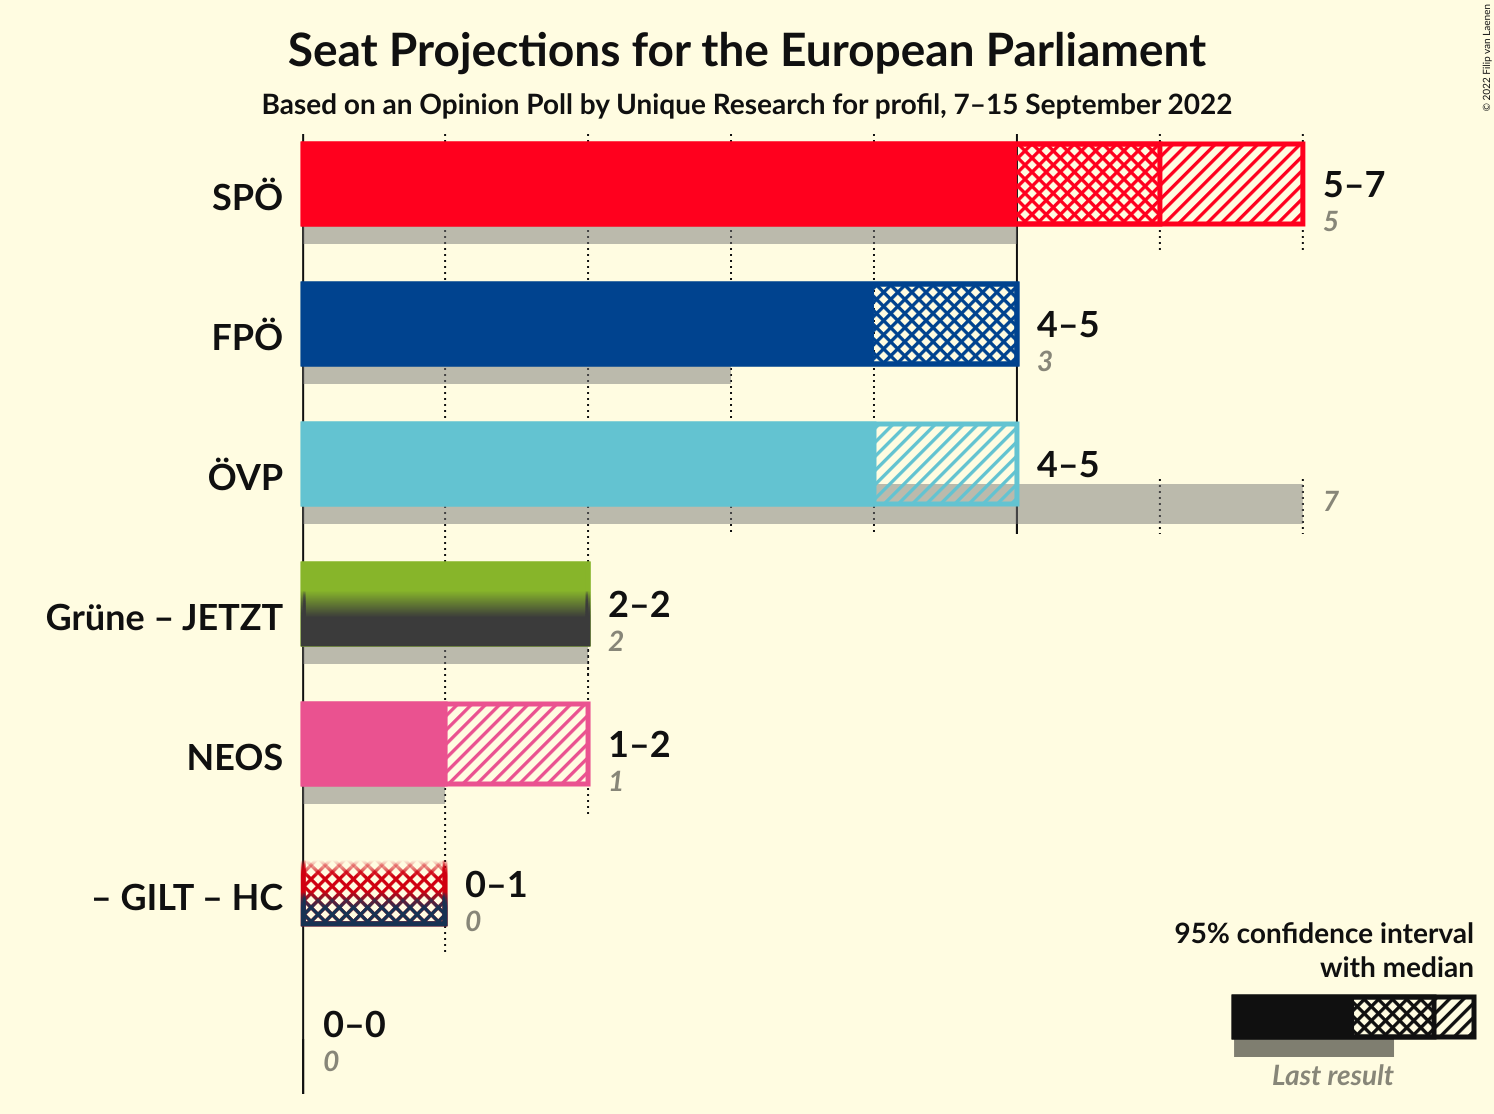 Seat Projections for the European Parliament
Based on an Opinion Poll by Unique Research for profil, 7–15 September 2022
© 2022 Filip van Laenen
SPÖ
5–7
5
FPÖ
4–5
3
ÖVP
4–5
7
Grüne – JETZT
2–2
2
NEOS
1–2
1
– GILT – HC
0–1
0
0–0
0
95% confidence interval
with median
Last result